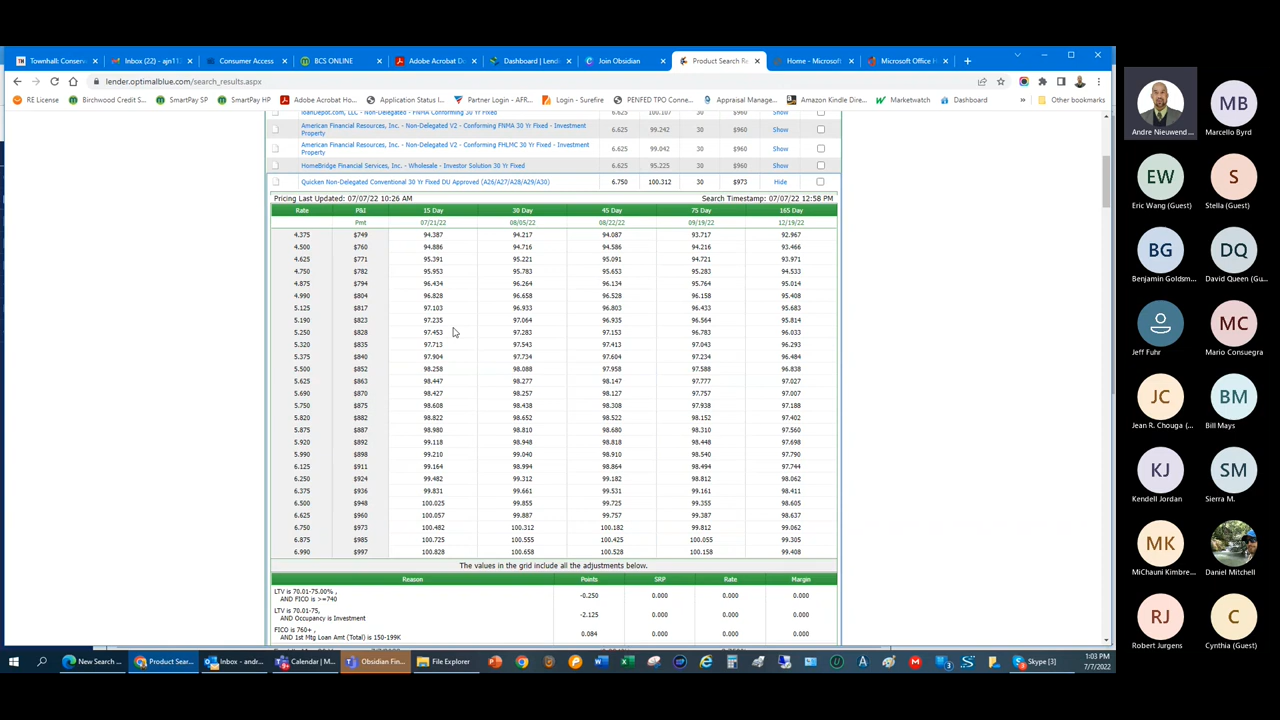 Townhall: Conserv
Inbox (22) - ajn11
Consumer Access
BCS ONLINE
Adobe Acrobat D
Dashboard | Lend
Join Obsidian
Product Search Re
Home - Microsoft
Microsoft Office H
lender.optimalblue.com/search_results.aspx
RE License Birchwood Credit S... SmartPay SP SmartPay HP Adobe Acrobat Ho... Application Status I... Partner Login - AFR... Login - Surefire PENFED TPO Conne... Appraisal Manage... Amazon Kindle Dire... Marketwatch Dashboard Other bookmarks
loanDepot.com, LLC - Non-Delegated - FNMA Conforming 30 Yr Fixed 6.625 100.107 30 $960 Show
American Financial Resources, Inc. - Non-Delegated V2 - Conforming FNMA 30 Yr Fixed - Investment Property 6.625 99.242 30 $960 Show
American Financial Resources, Inc. - Non-Delegated V2 - Conforming FHLMC 30 Yr Fixed - Investment Property 6.625 99.042 30 $960 Show
HomeBridge Financial Services, Inc. - Wholesale - Investor Solution 30 Yr Fixed 6.625 95.225 30 $960 Show
Quicken Non-Delegated Conventional 30 Yr Fixed DU Approved (A26/A27/A28/A29/A30) 6.750 100.312 30 $973 Hide
Pricing Last Updated: 07/07/22 10:26 AM Search Timestamp: 07/07/22 12:58 PM
Rate P&I 15 Day 30 Day 45 Day 75 Day 165 Day
Pmt 07/21/22 08/05/22 08/22/22 09/19/22 12/19/22
4.375 $749 94.387 94.217 94.087 93.717 92.967
4.500 $760 94.886 94.716 94.586 94.216 93.466
4.625 $771 95.391 95.221 95.091 94.721 93.971
4.750 $782 95.953 95.783 95.653 95.283 94.533
4.875 $794 96.434 96.264 96.134 95.764 95.014
4.990 $804 96.828 96.658 96.528 96.158 95.408
5.125 $817 97.103 96.933 96.803 96.433 95.683
5.190 $823 97.235 97.064 96.935 96.564 95.814
5.250 $828 97.453 97.283 97.153 96.783 96.033
5.320 $835 97.713 97.543 97.413 97.043 96.293
5.375 $840 97.904 97.734 97.604 97.234 96.484
5.500 $852 98.258 98.088 97.958 97.588 96.838
5.625 $863 98.447 98.277 98.147 97.777 97.027
5.690 $870 98.427 98.257 98.127 97.757 97.007
5.750 $875 98.608 98.438 98.308 97.938 97.188
5.820 $882 98.822 98.652 98.522 98.152 97.402
5.875 $887 98.980 98.810 98.680 98.310 97.560
5.920 $892 99.118 98.948 98.818 98.448 97.698
5.990 $898 99.210 99.040 98.910 98.540 97.790
6.125 $911 99.164 98.994 98.864 98.494 97.744
6.250 $924 99.482 99.312 99.182 98.812 98.062
6.375 $936 99.831 99.661 99.531 99.161 98.411
6.500 $948 100.025 99.855 99.725 99.355 98.605
6.625 $960 100.057 99.887 99.757 99.387 98.637
6.750 $973 100.482 100.312 100.182 99.812 99.062
6.875 $985 100.725 100.555 100.425 100.055 99.305
6.990 $997 100.828 100.658 100.528 100.158 99.408
The values in the grid include all the adjustments below.
Reason Points SRP Rate Margin
LTV is 70.01-75.00% ,
AND FICO is >=740 -0.250 0.000 0.000 0.000
LTV is 70.01-75,
AND Occupancy is Investment -2.125 0.000 0.000 0.000
FICO is 760+ ,
AND 1st Mtg Loan Amt (Total) is 150-199K 0.084 0.000 0.000 0.000
New Search ... Product Sear... Inbox - andr... Calendar | M... Obsidian Fin... File Explorer Skype [3] 1:03 PM
7/7/2022
Andre Nieuwend...
MB
Marcello Byrd
EW
Eric Wang (Guest)
S
Stella (Guest)
BG
Benjamin Goldsm...
DQ
David Queen (Gu...
Jeff Fuhr
MC
Mario Consuegra
JC
Jean R. Chouga (...
BM
Bill Mays
KJ
Kendell Jordan
SM
Sierra M.
MK
MiChauni Kimbre...
Daniel Mitchell
RJ
Robert Jurgens
C
Cynthia (Guest)